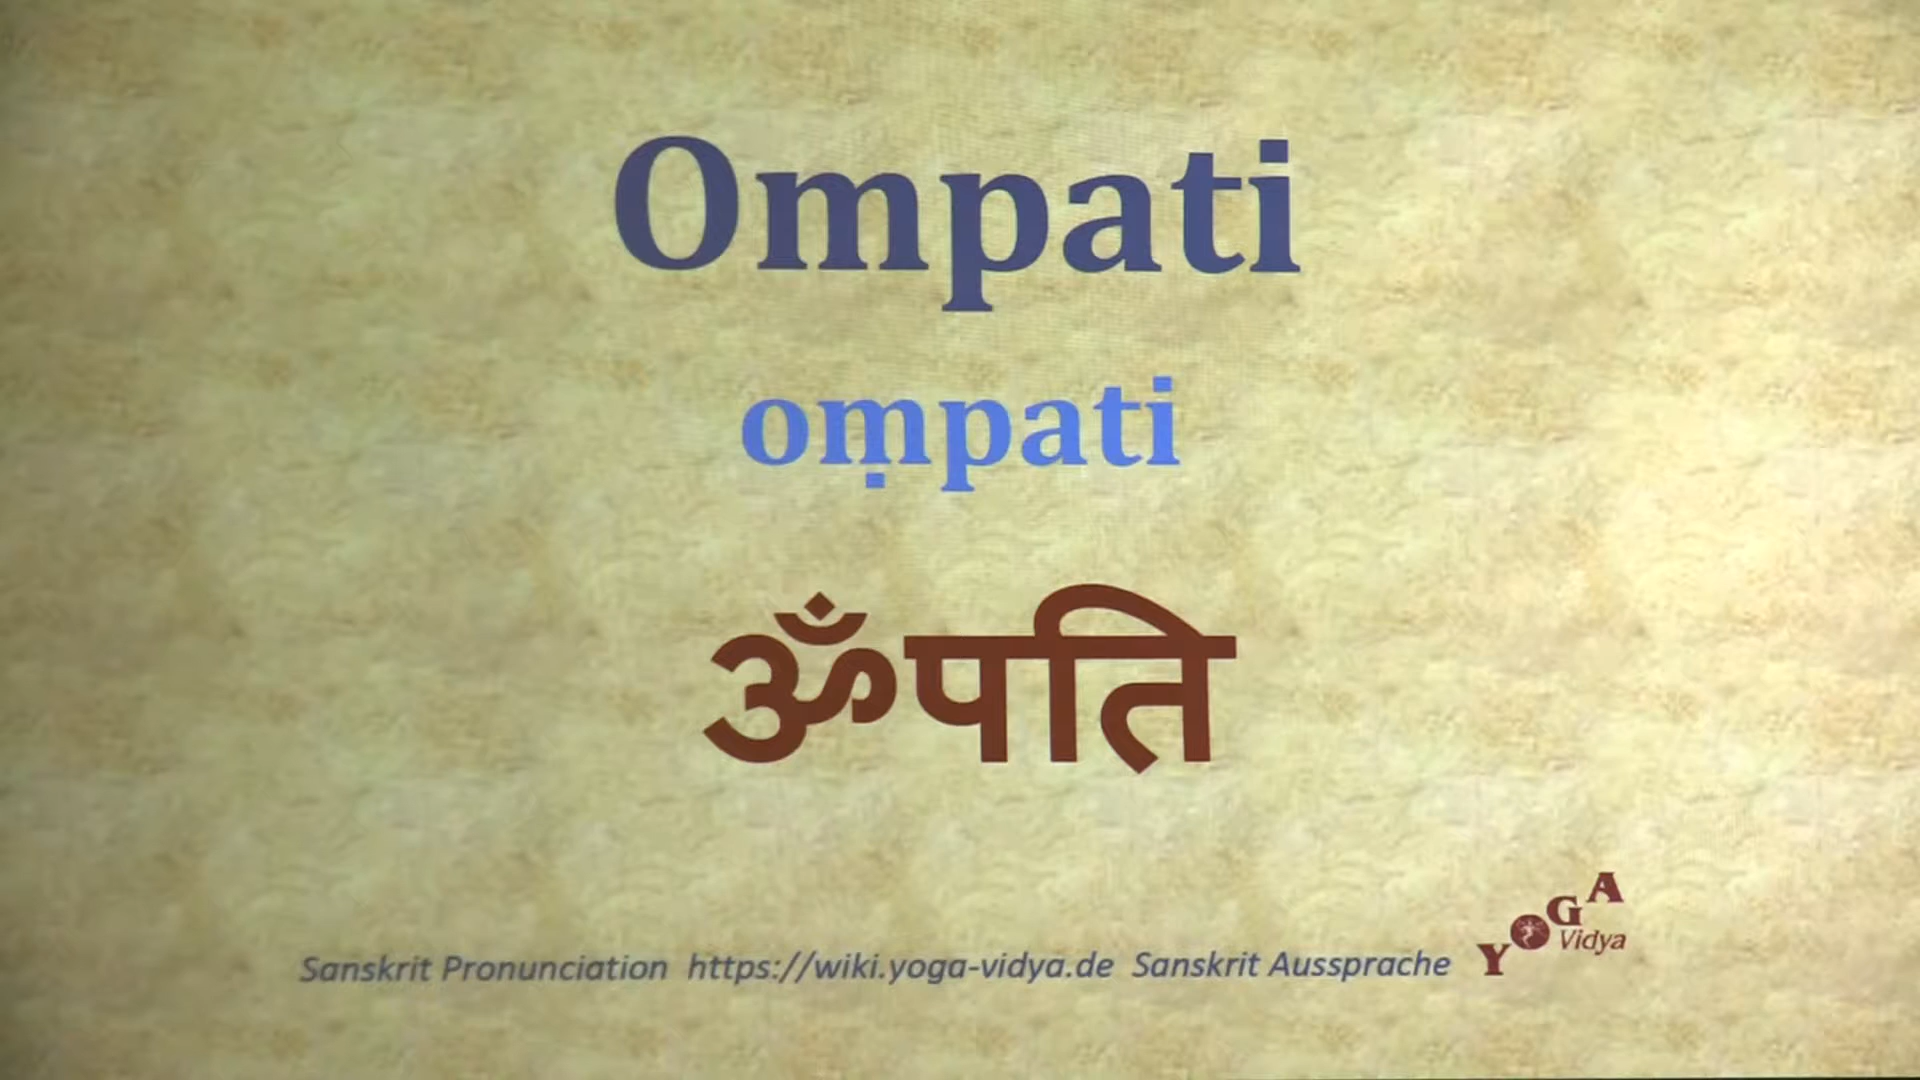 Ompati
oṃpati
ॐपति
Sanskrit Pronunciation https://wiki.yoga-vidya.de Sanskrit Aussprache
YOGA
Vidya